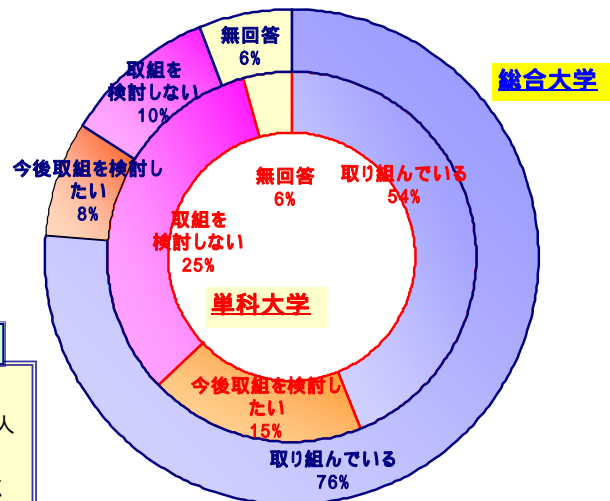 無回答
6%
総合大学
取組を
検討しない
10%
今後取組を検討し
たい
8%
無回答
6%
取り組んでいる
54%
取組を
検討しない
25%
単科大学
今後取組を検討し
たい
15%
人
取り組んでいる
76%